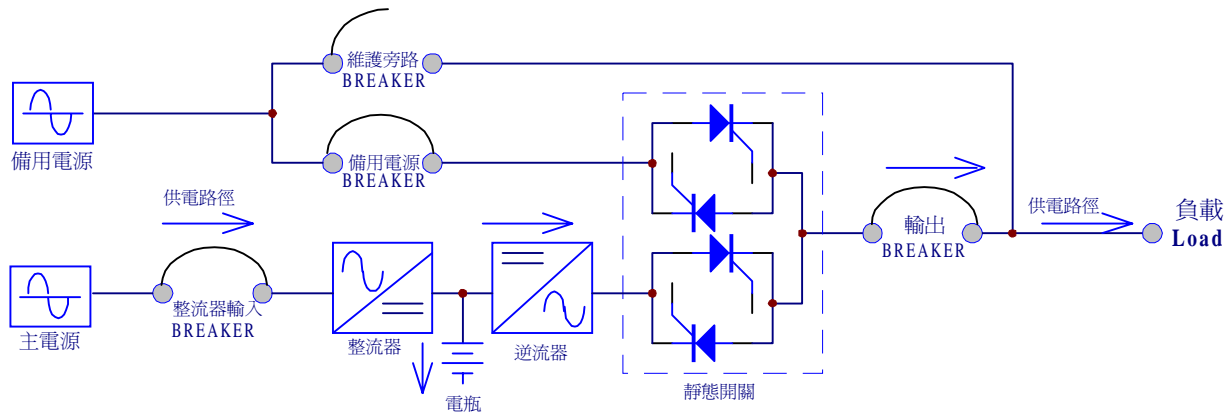 維護旁路
BREAKER
備用電源
備用電源
BREAKER
供電路徑
供電路徑
輸出
BREAKER
負載
Load
主電源
整流器輸入
BREAKER
整流器
電瓶
逆流器
靜態開關